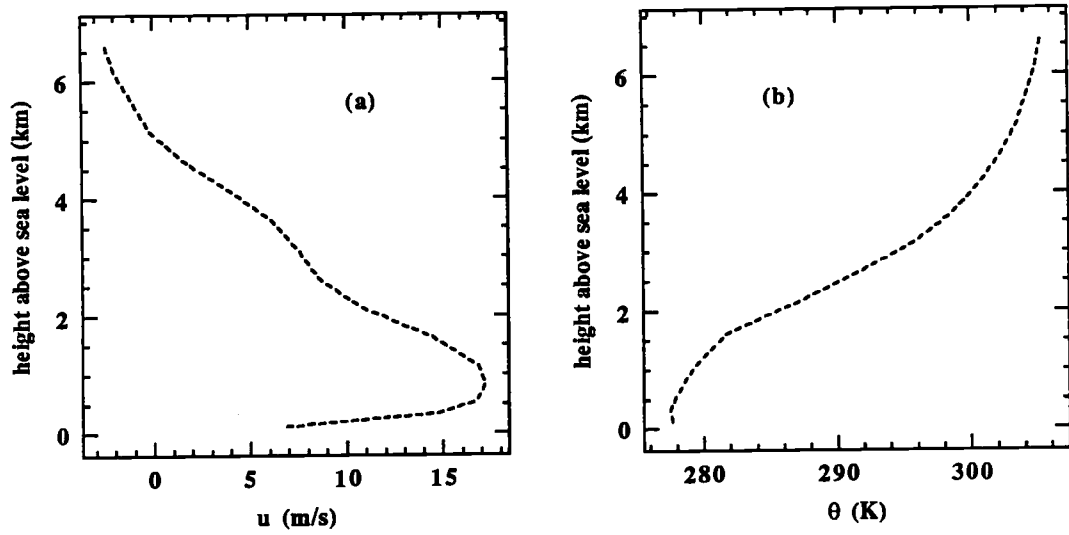 (a)
height above sea level (km)
6
4
2
0
0 5 10 15
u (m/s)
(b)
height above sea level (km)
6
4
2
0
280 290 300
θ (K)